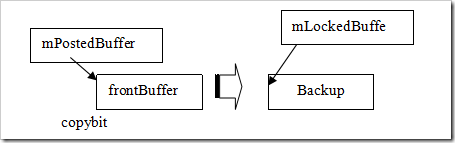 mPostedBuffer
mLockedBuffe
frontBuffer
Backup
copybit